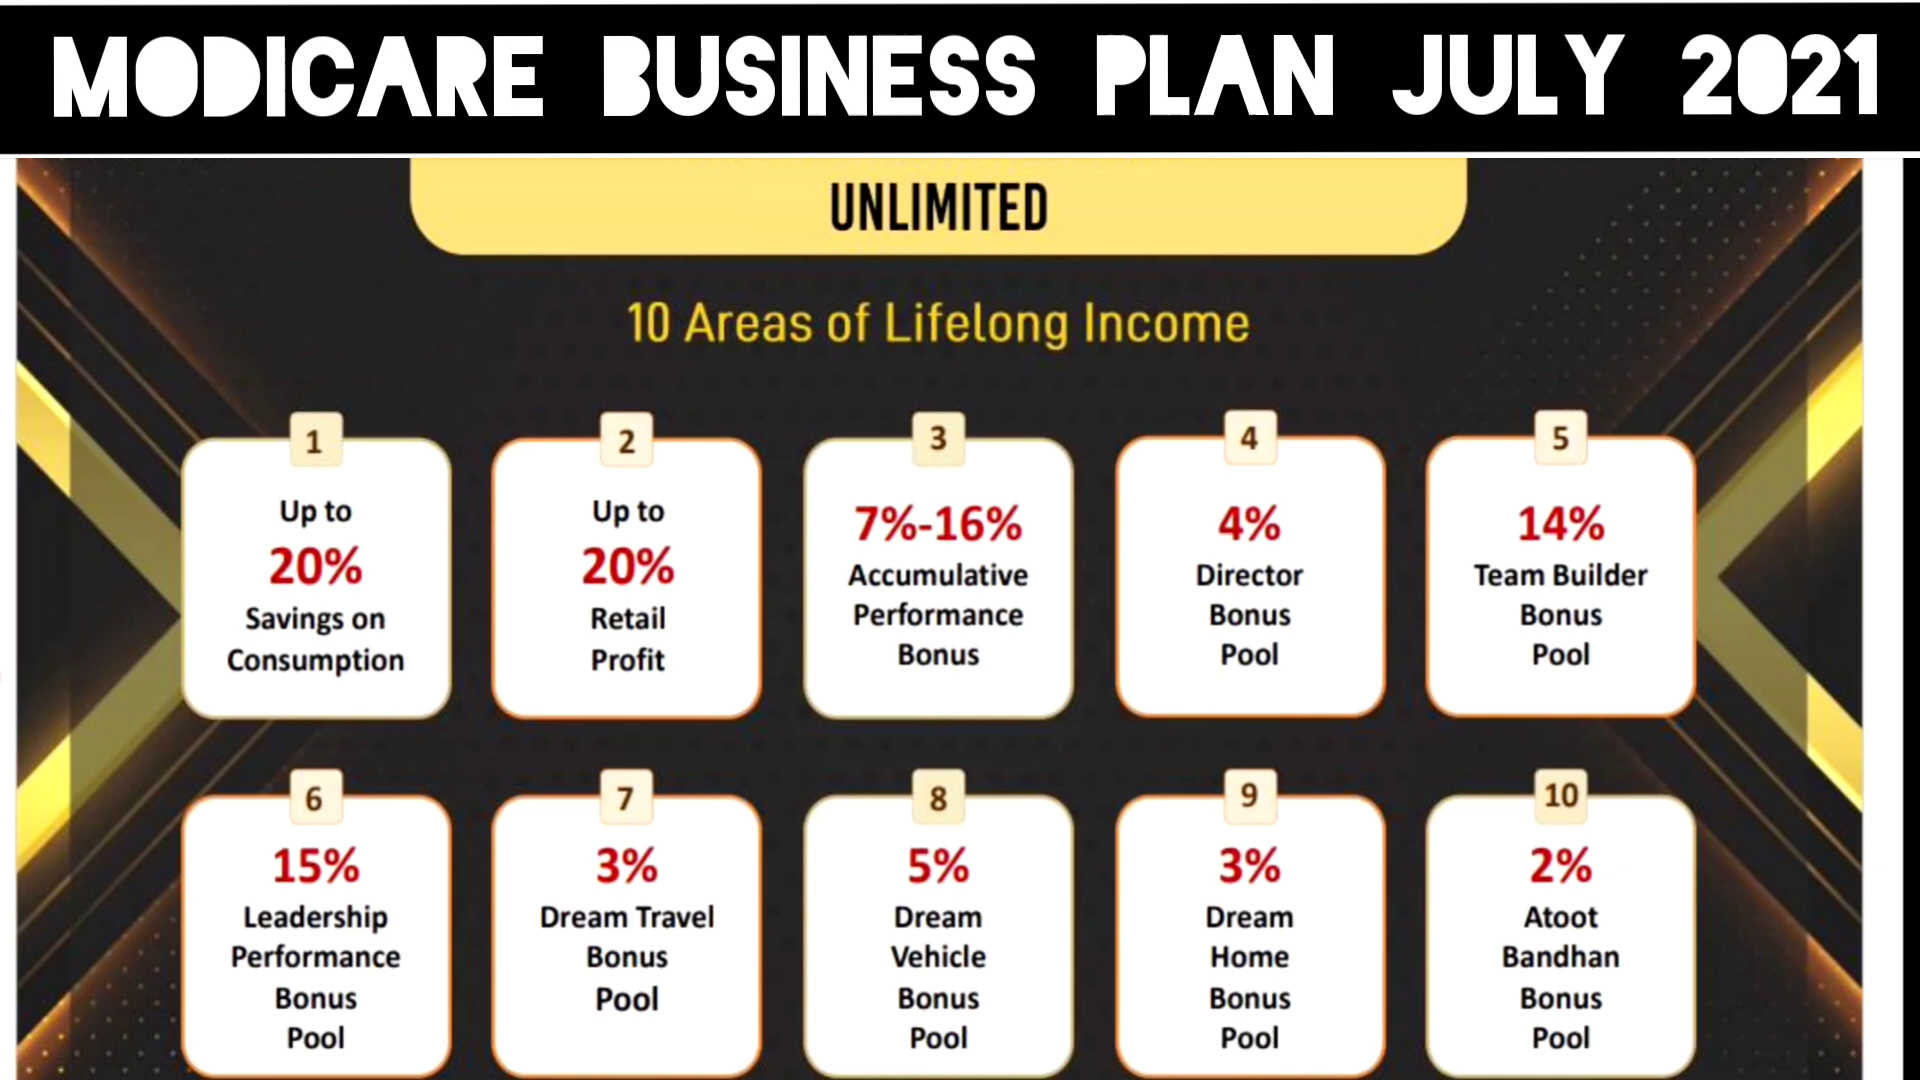 MODICARE BUSINESS PLAN JULY 2021
UNLIMITED
10 Areas of Lifelong Income
1
Up to
20%
Savings on
Consumption
2
Up to
20%
Retail
Profit
3
7%-16%
Accumulative
Performance
Bonus
4
4%
Director
Bonus
Pool
5
14%
Team Builder
Bonus
Pool
6
15%
Leadership
Performance
Bonus
Pool
7
3%
Dream Travel
Bonus
Pool
8
5%
Dream
Vehicle
Bonus
Pool
9
3%
Dream
Home
Bonus
Pool
10
2%
Atoot
Bandhan
Bonus
Pool